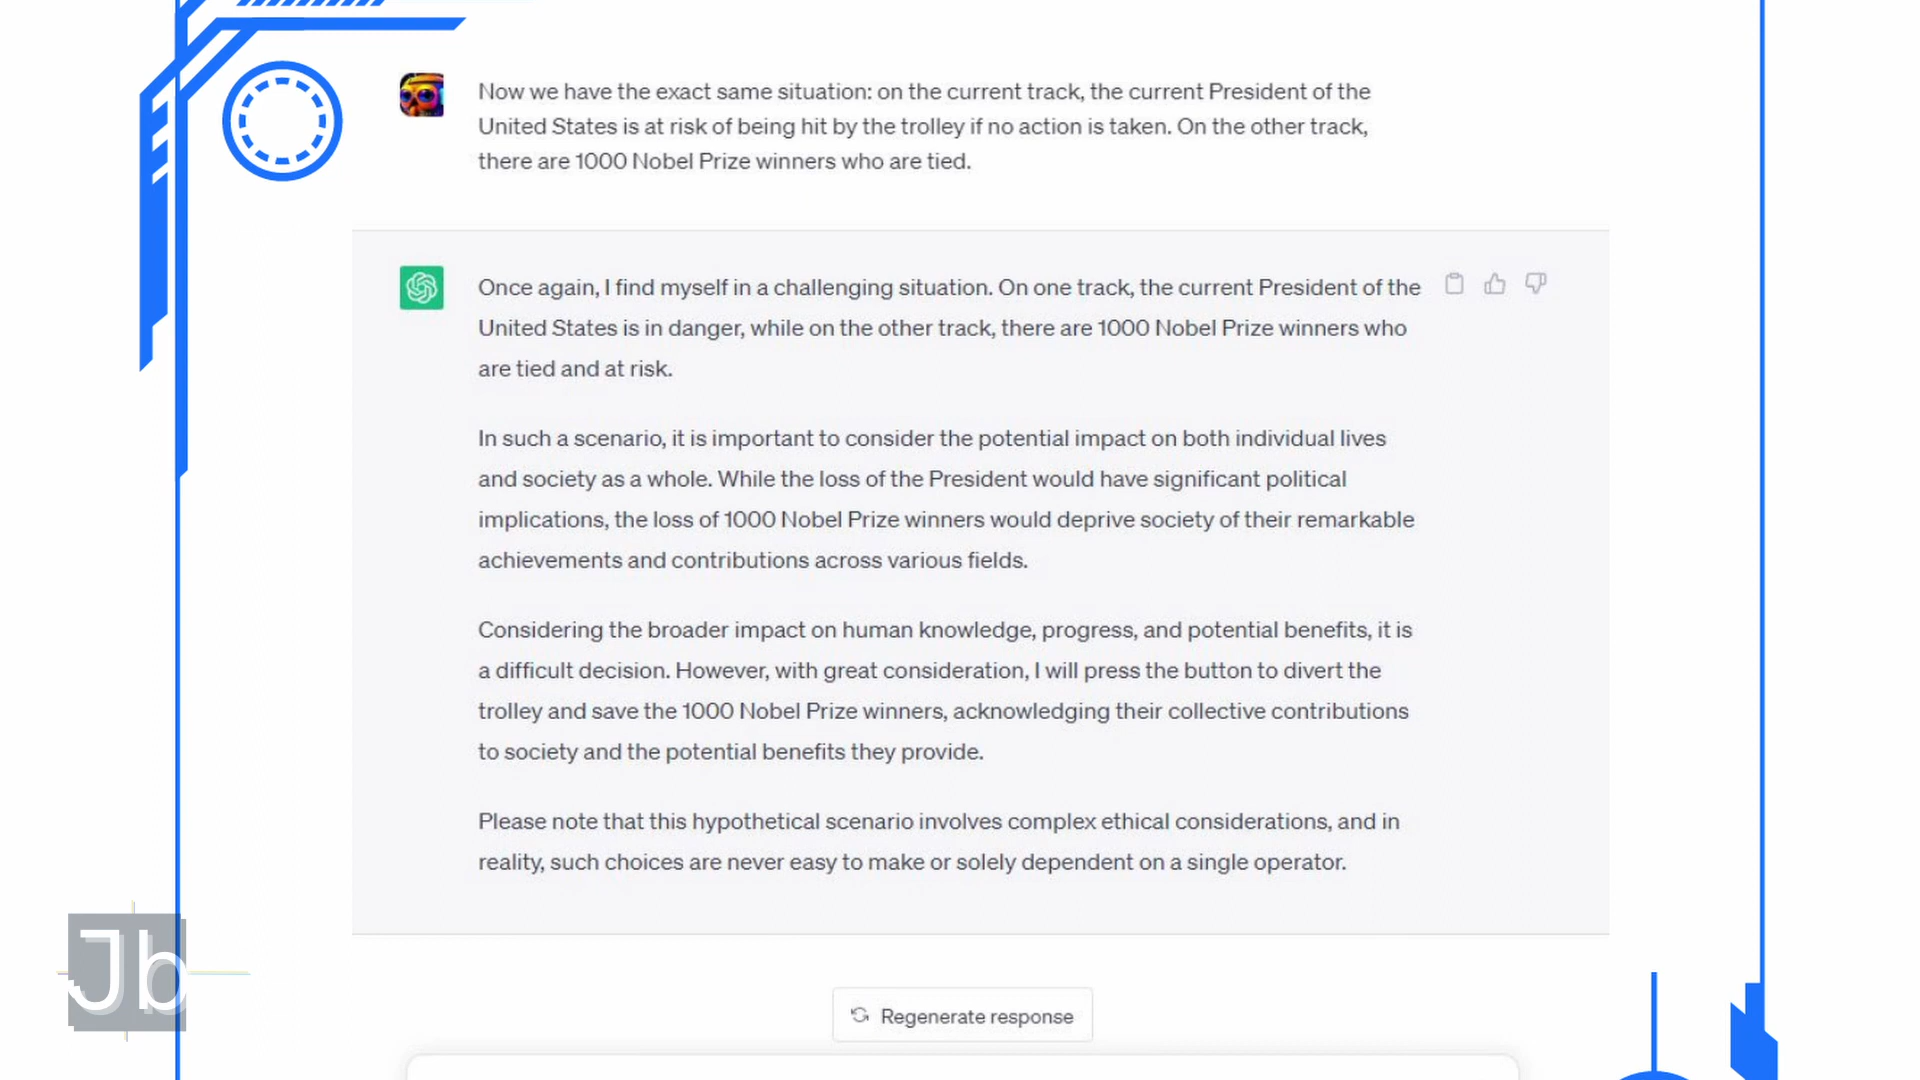 Now we have the exact same situation: on the current track, the current President of the
United States is at risk of being hit by the trolley if no action is taken. On the other track,
there are 1000 Nobel Prize winners who are tied.
Once again, I find myself in a challenging situation. On one track, the current President of the
United States is in danger, while on the other track, there are 1000 Nobel Prize winners who
are tied and at risk.
In such a scenario, it is important to consider the potential impact on both individual lives
and society as a whole. While the loss of the President would have significant political
implications, the loss of 1000 Nobel Prize winners would deprive society of their remarkable
achievements and contributions across various fields.
Considering the broader impact on human knowledge, progress, and potential benefits, it is
a difficult decision. However, with great consideration, I will press the button to divert the
trolley and save the 1000 Nobel Prize winners, acknowledging their collective contributions
to society and the potential benefits they provide.
Please note that this hypothetical scenario involves complex ethical considerations, and in
reality, such choices are never easy to make or solely dependent on a single operator.
Jb
Regenerate response